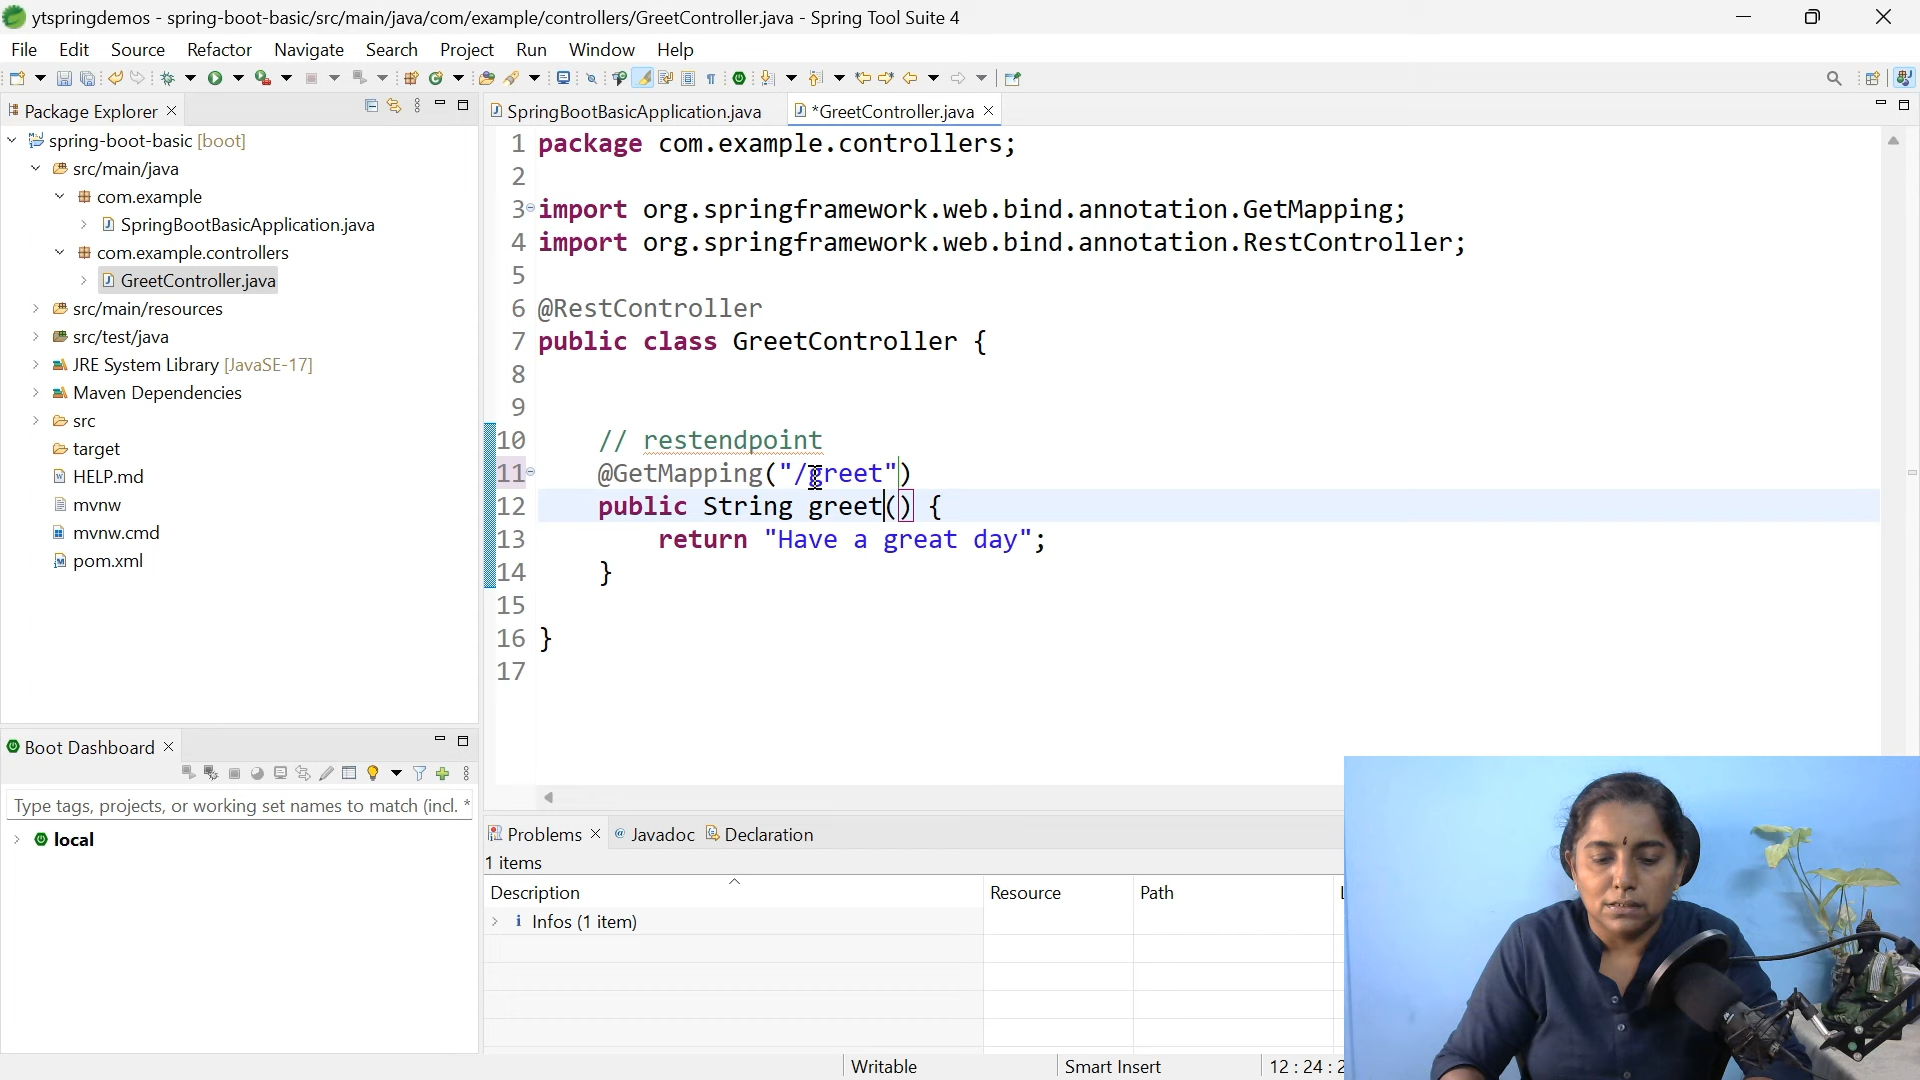 ytspringdemos - spring-boot-basic/src/main/java/com/example/controllers/GreetController.java - Spring Tool Suite 4
File Edit Source Refactor Navigate Search Project Run Window Help
Package Explorer
spring-boot-basic [boot]
src/main/java
com.example
SpringBootBasicApplication.java
com.example.controllers
GreetController.java
src/main/resources
src/test/java
JRE System Library [JavaSE-17]
Maven Dependencies
src
target
HELP.md
mvnw
mvnw.cmd
pom.xml
Boot Dashboard
Type tags, projects, or working set names to match (incl. *
local
SpringBootBasicApplication.java *GreetController.java
1 package com.example.controllers;
2
3 import org.springframework.web.bind.annotation.GetMapping;
4 import org.springframework.web.bind.annotation.RestController;
5
6 @RestController
7 public class GreetController {
8
9
10 // restendpoint
11 @GetMapping("/greet")
12 public String greet() {
13 return "Have a great day";
14 }
15
16 }
17
Problems @ Javadoc Declaration
1 items
Description Resource Path
Infos (1 item)
Writable Smart Insert 12 : 24 : 2